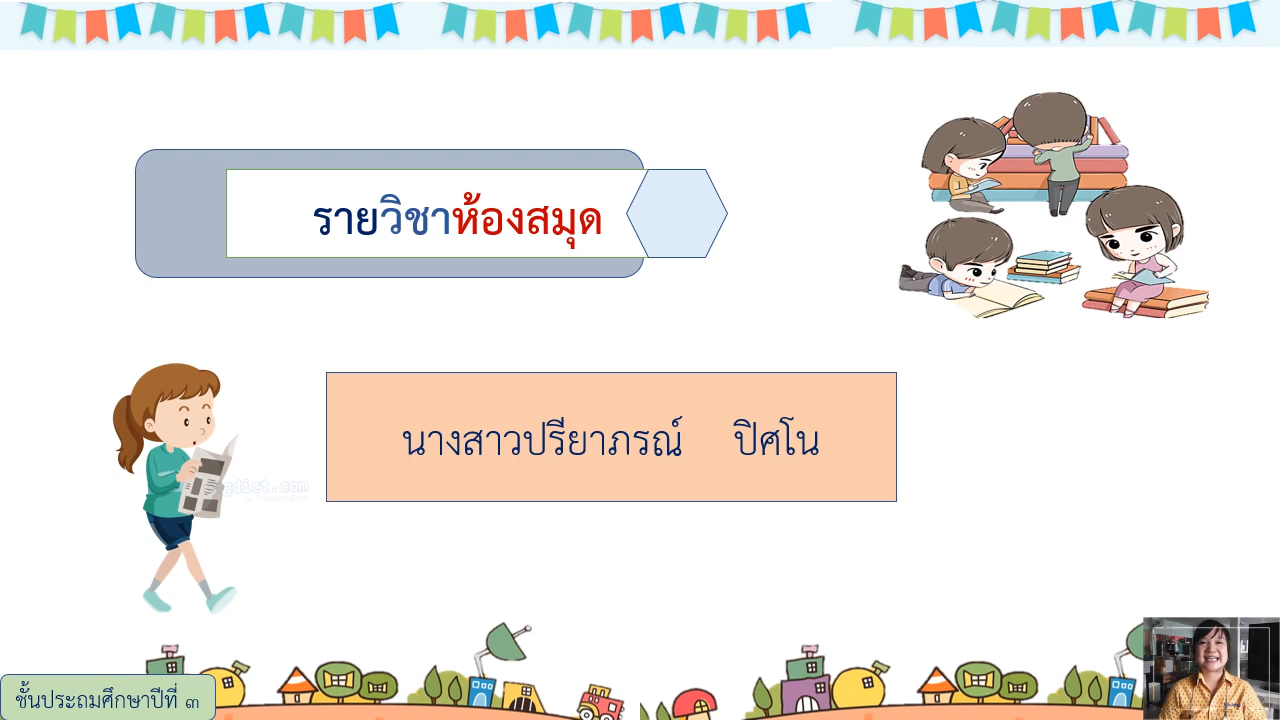 รายวิชาห้องสมุด
นางสาวปรียาภรณ์ ปิศโน
ชั้นประถมศึกษาปีที่ ๓